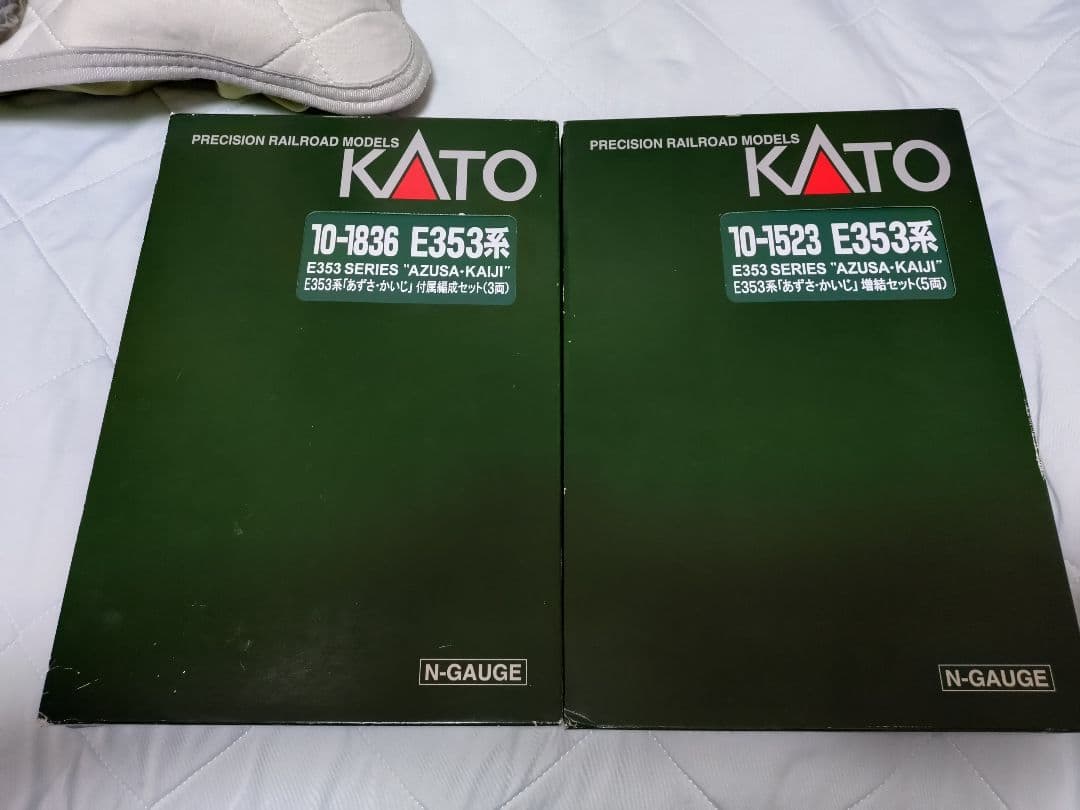 PRECISION RAILROAD MODELS
KATO
10-1836 E353系
E353 SERIES "AZUSA・KAIJI"
E353系「あずさ・かいじ」付属編成セット(3両)
N-GAUGE
PRECISION RAILROAD MODELS
KATO
10-1523 E353系
E353 SERIES "AZUSA・KAIJI"
E353系「あずさ・かいじ」増結セット(5両)
N-GAUGE